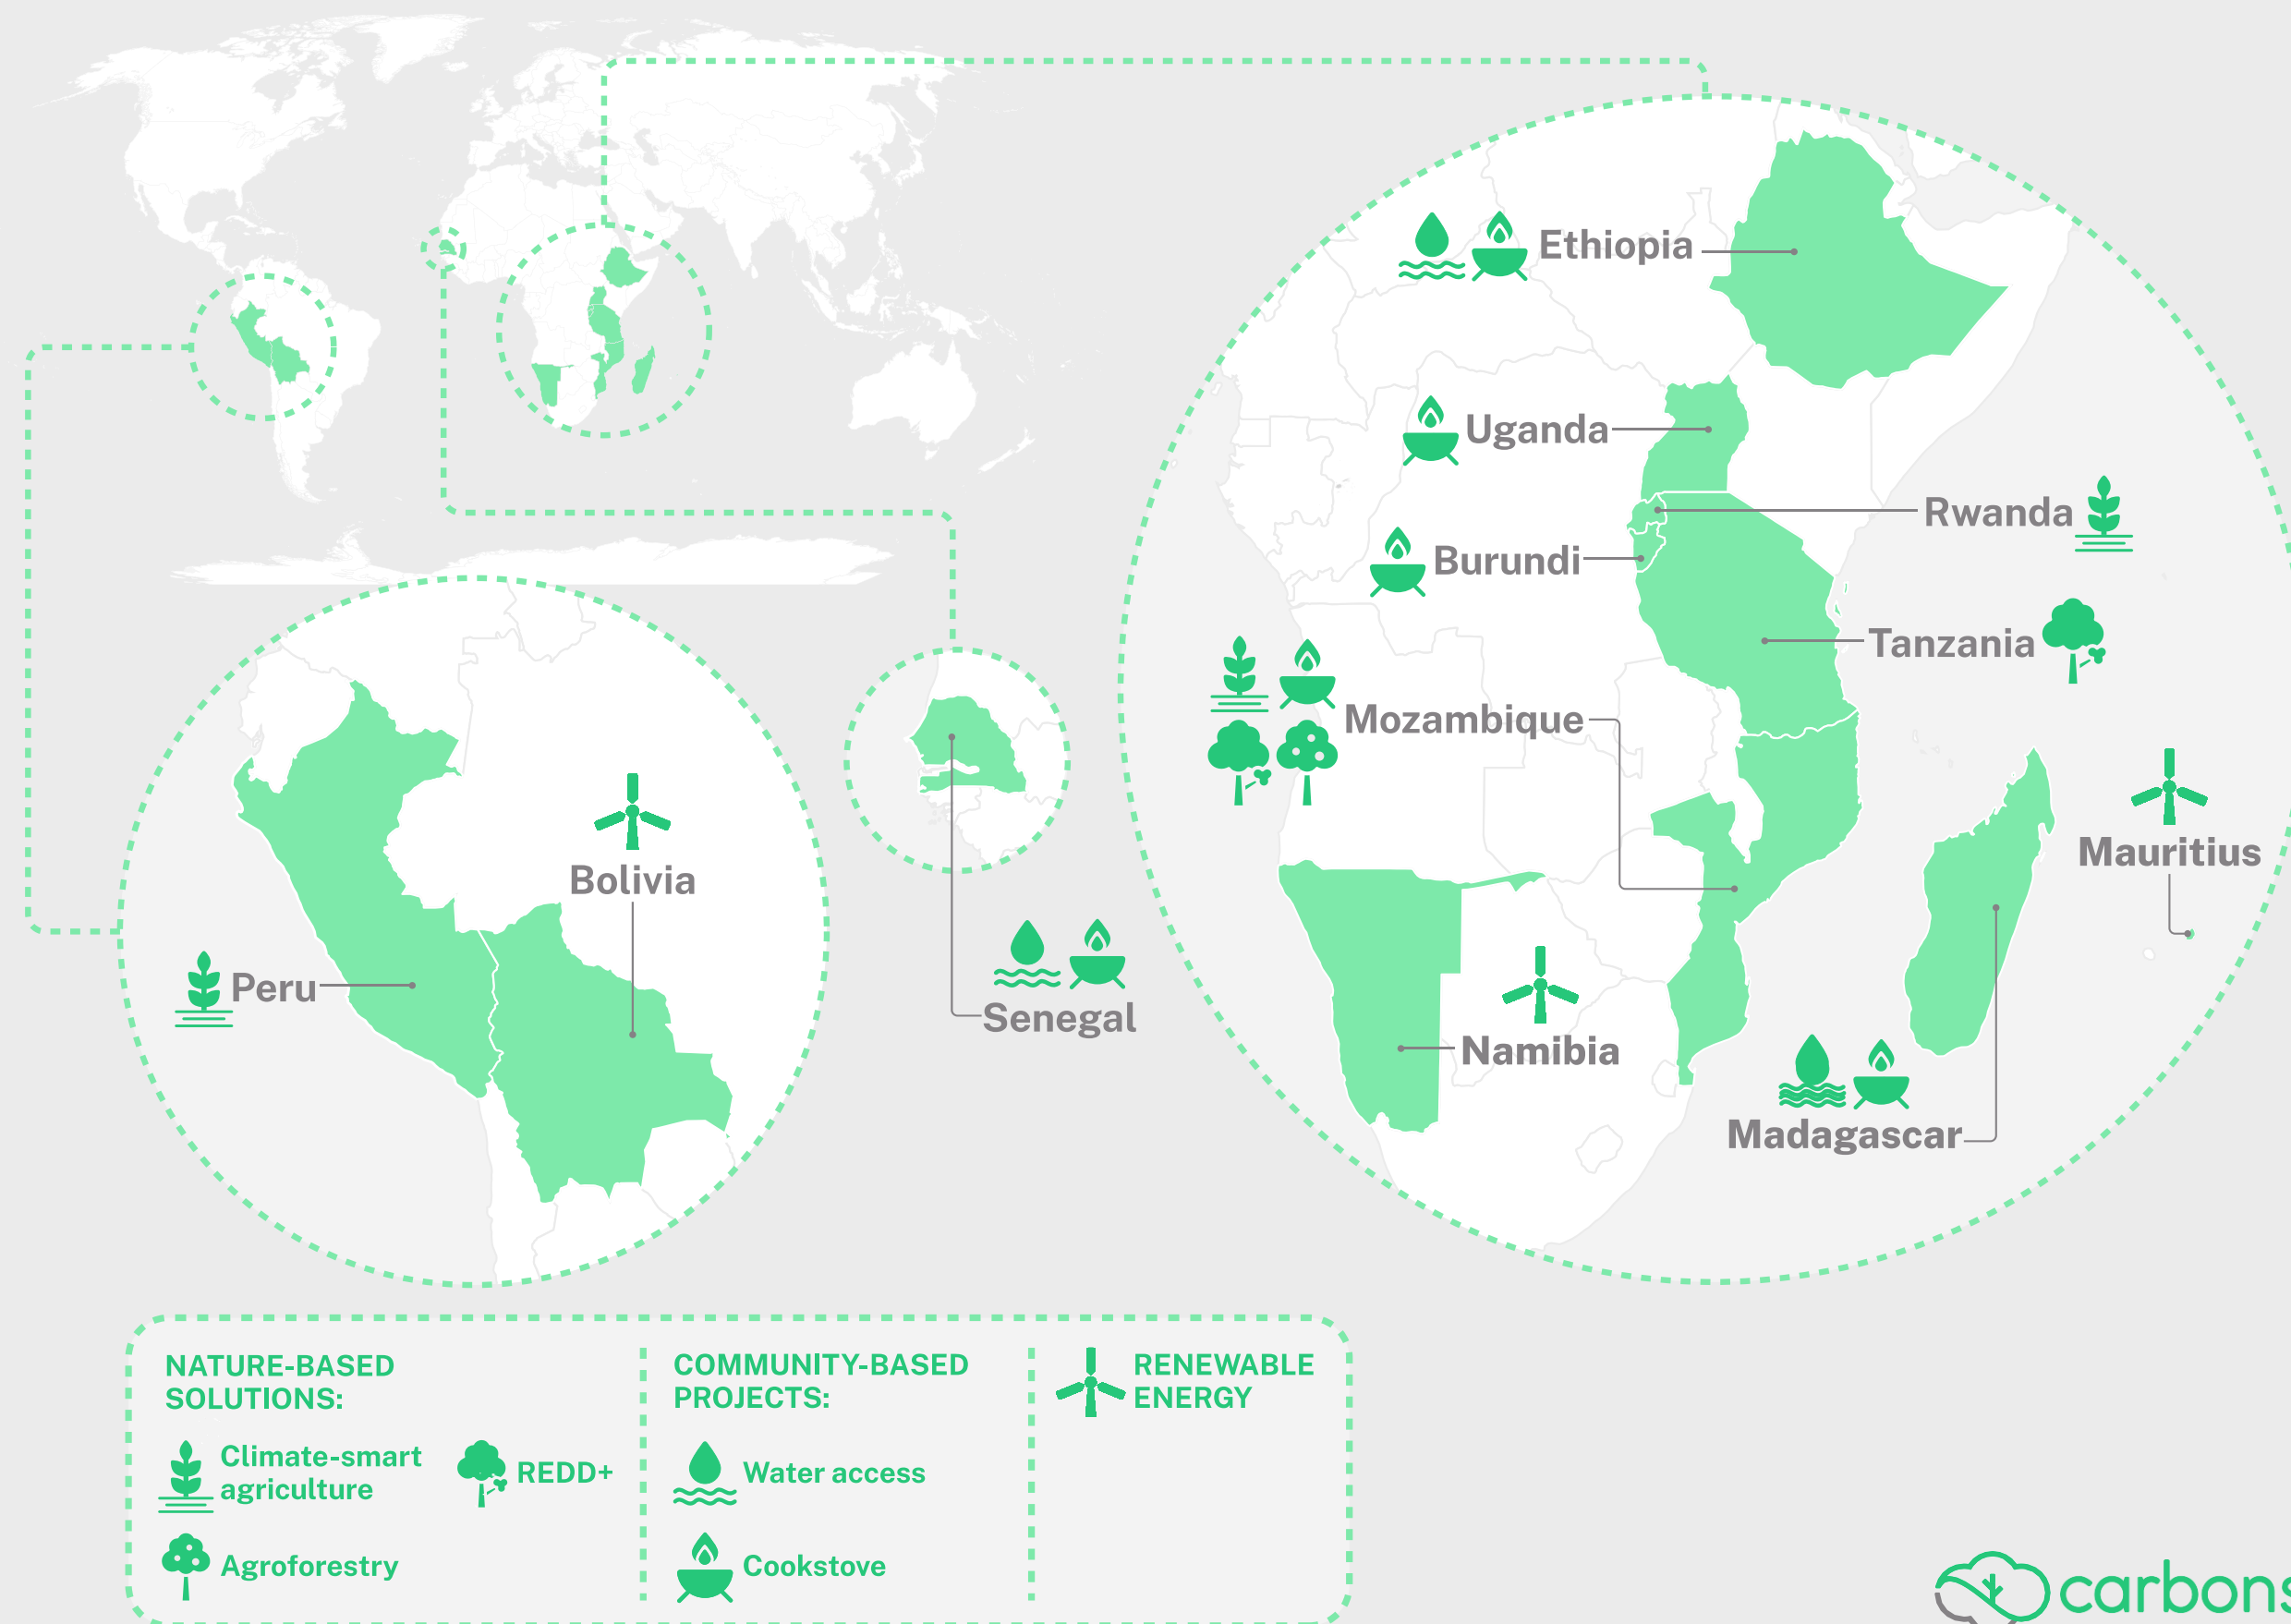 Ethiopia
Uganda
Rwanda
Burundi
Tanzania
Mozambique
Mauritius
Bolivia
Peru
Senegal
Namibia
Madagascar
NATURE-BASED
SOLUTIONS:
Climate-smart
agriculture
REDD+
Agroforestry
COMMUNITY-BASED
PROJECTS:
Water access
Cookstove
RENEWABLE
ENERGY
carbons